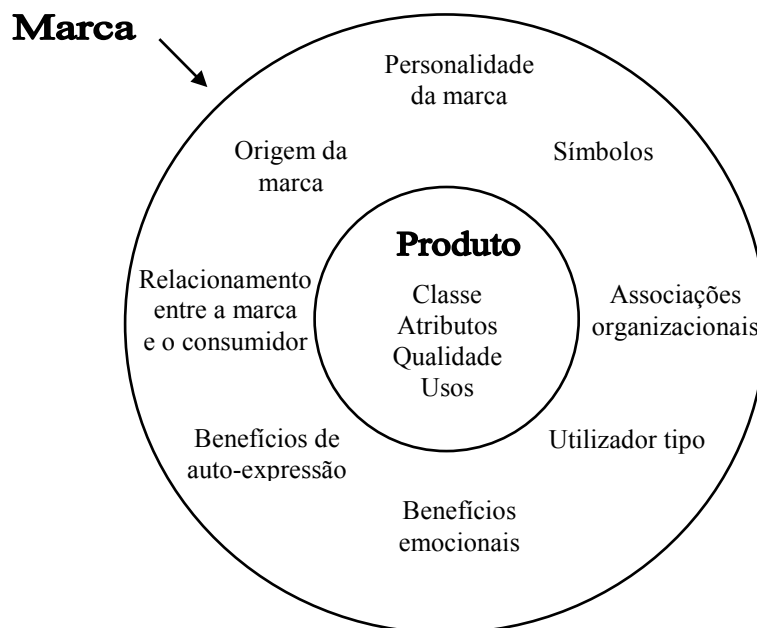 Marca
Personalidade
da marca
Origem da
marca
Símbolos
Produto
Classe
Atributos
Qualidade
Usos
Relacionamento
entre a marca
e o consumidor
Associações
organizacionais
Benefícios de
auto-expressão
Utilizador tipo
Benefícios
emocionais